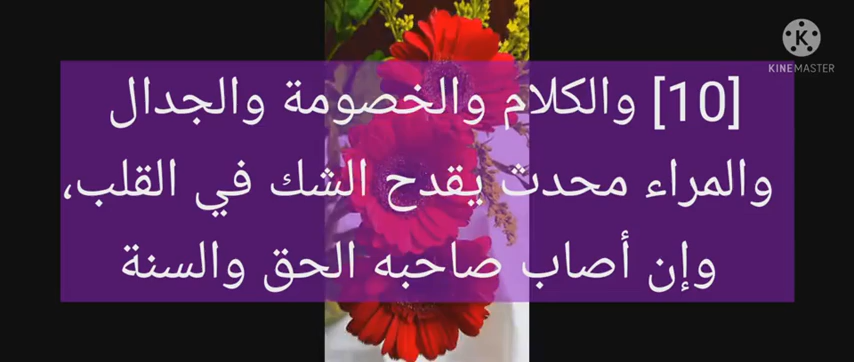 KINEMASTER
[10] والكلام والخصومة والجدال
والمراء محدث يقدح الشك في القلب،
وإن أصاب صاحبه الحق والسنة